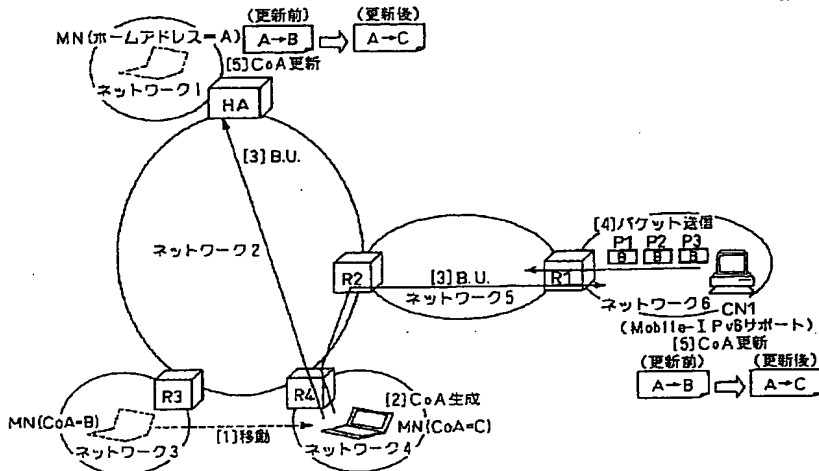 (更新前) (更新後)
MN(ホームアドレス=A) A→B A→C
[5]CoA更新
ネットワーク1
HA
[3]B.U.
ネットワーク2
[4]パケット送信
P1 P2 P3
B B B
R2 [3]B.U. R1
ネットワーク5 ネットワーク6 CN1
(Mobile-IPv6サポート)
[5]CoA更新
(更新前) (更新後)
A→B A→C
R3 R4
[2]CoA生成
MN(CoA=B) MN(CoA=C)
[1]移動
ネットワーク3 ネットワーク4